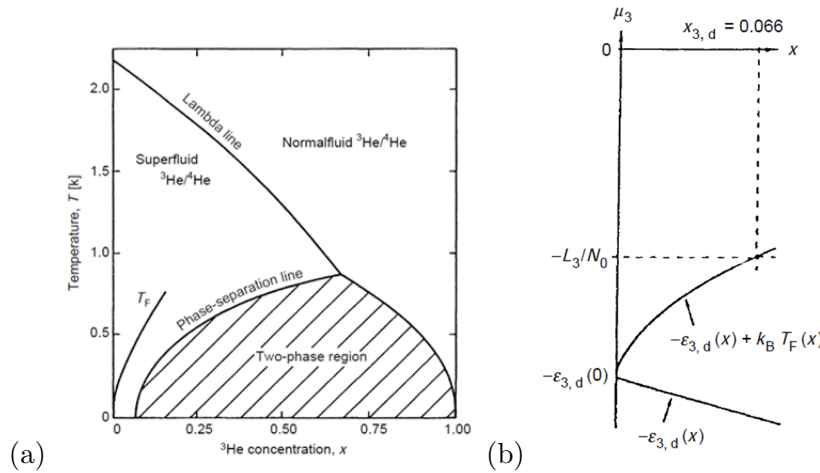 (a)
Temperature, T [k]
2.0
1.5
1.0
0.5
0
0
0.25
0.50
0.75
1.00
³He concentration, x
Lambda line
Normalfluid ³He/⁴He
Superfluid
³He/⁴He
T_F
Phase-separation line
Two-phase region
(b)
μ₃
x₃, d = 0.066
0
x
-L₃/N₀
-ε₃, d (x) + k_B T_F(x)
-ε₃, d (0)
-ε₃, d (x)